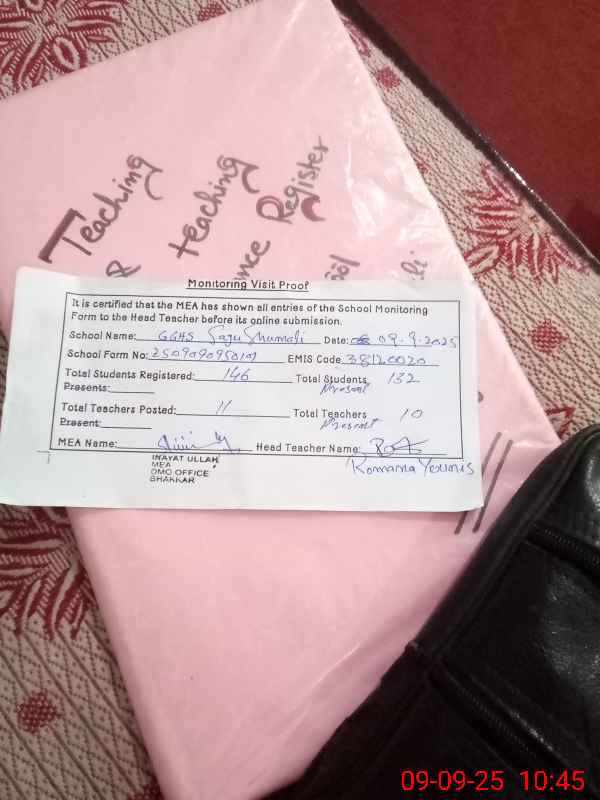 Teaching
&
teaching
nce Register
ool
li
Monitoring Visit Proof
It is certified that the MEA has shown all entries of the School Monitoring
Form to the Head Teacher before its online submission.
School Name: GGHS Sagu Shumali Date: 09.9.2025
School Form No: EMIS Code 38120020
Total Students Registered: 146 Total Students 132
Presents: Present
Total Teachers Posted: 11 Total Teachers 10
Present: Present
MEA Name: Head Teacher Name:
INAYAT ULLAH Komana Younis
MEA
DMO OFFICE
BHAKKAR
09-09-25 10:45